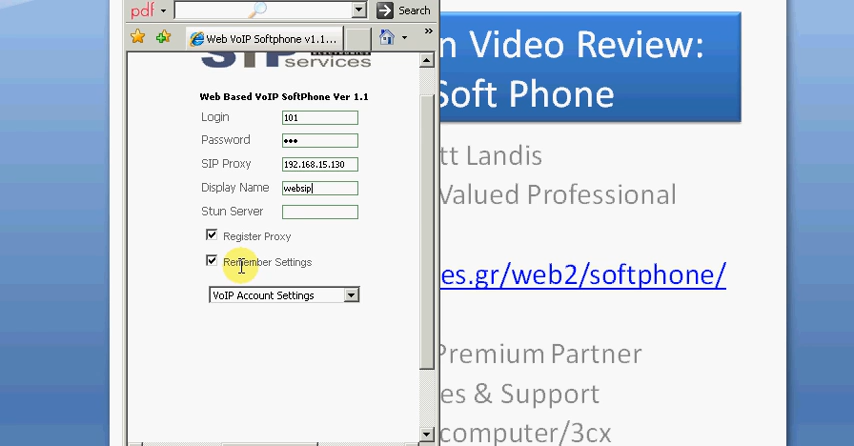 pdf
Search
Web VoIP Softphone v1.1...
n Video Review:
Soft Phone
services
Web Based VoIP SoftPhone Ver 1.1
Login 101
Password •••
SIP Proxy 192.168.15.130
Display Name websip
Stun Server
Register Proxy
Remember Settings
VoIP Account Settings
tt Landis
Valued Professional
es.gr/web2/softphone/
Premium Partner
es & Support
computer/3cx